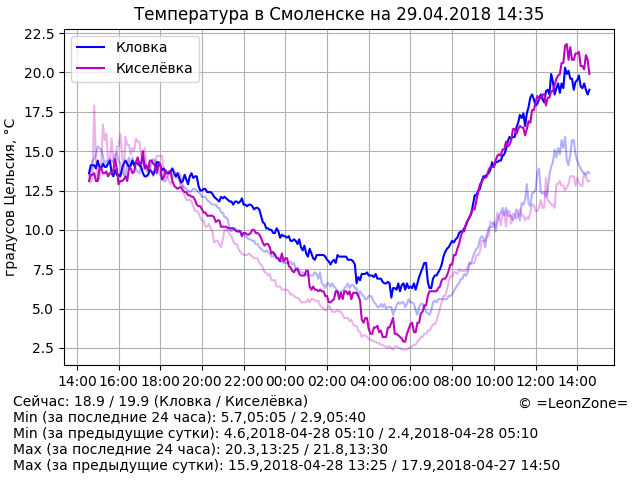 Температура в Смоленске на 29.04.2018 14:35
Кловка
Киселёвка
градусов Цельсия, °C
22.5
20.0
17.5
15.0
12.5
10.0
7.5
5.0
2.5
14:00 16:00 18:00 20:00 22:00 00:00 02:00 04:00 06:00 08:00 10:00 12:00 14:00
Сейчас: 18.9 / 19.9 (Кловка / Киселёвка)
© =LeonZone=
Min (за последние 24 часа): 5.7,05:05 / 2.9,05:40
Min (за предыдущие сутки): 4.6,2018-04-28 05:10 / 2.4,2018-04-28 05:10
Max (за последние 24 часа): 20.3,13:25 / 21.8,13:30
Max (за предыдущие сутки): 15.9,2018-04-28 13:25 / 17.9,2018-04-27 14:50